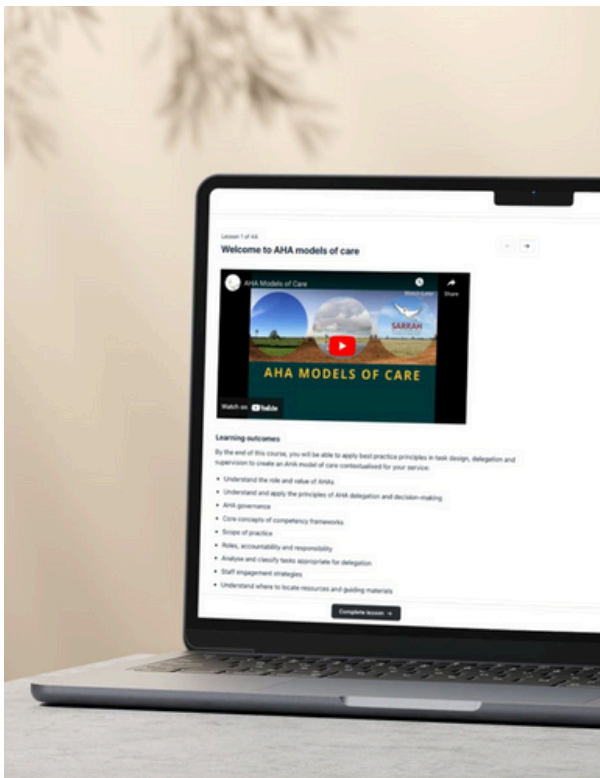 Lesson 1 of 44
Welcome to AHA models of care
AHA Models of Care
Watch Later
Share
SARRAH
AHA MODELS OF CARE
Watch on YouTube
Learning outcomes
By the end of this course, you will be able to apply best practice principles in task design, delegation and
supervision to create an AHA model of care contextualised for your service:
• Understand the role and value of AHAs
• Understand and apply the principles of AHA delegation and decision-making
• AHA governance
• Core concepts of competency frameworks
• Scope of practice
• Roles, accountability and responsibility
• Analyse and classify tasks appropriate for delegation
• Staff engagement strategies
• Understand where to locate resources and guiding materials
Complete lesson →